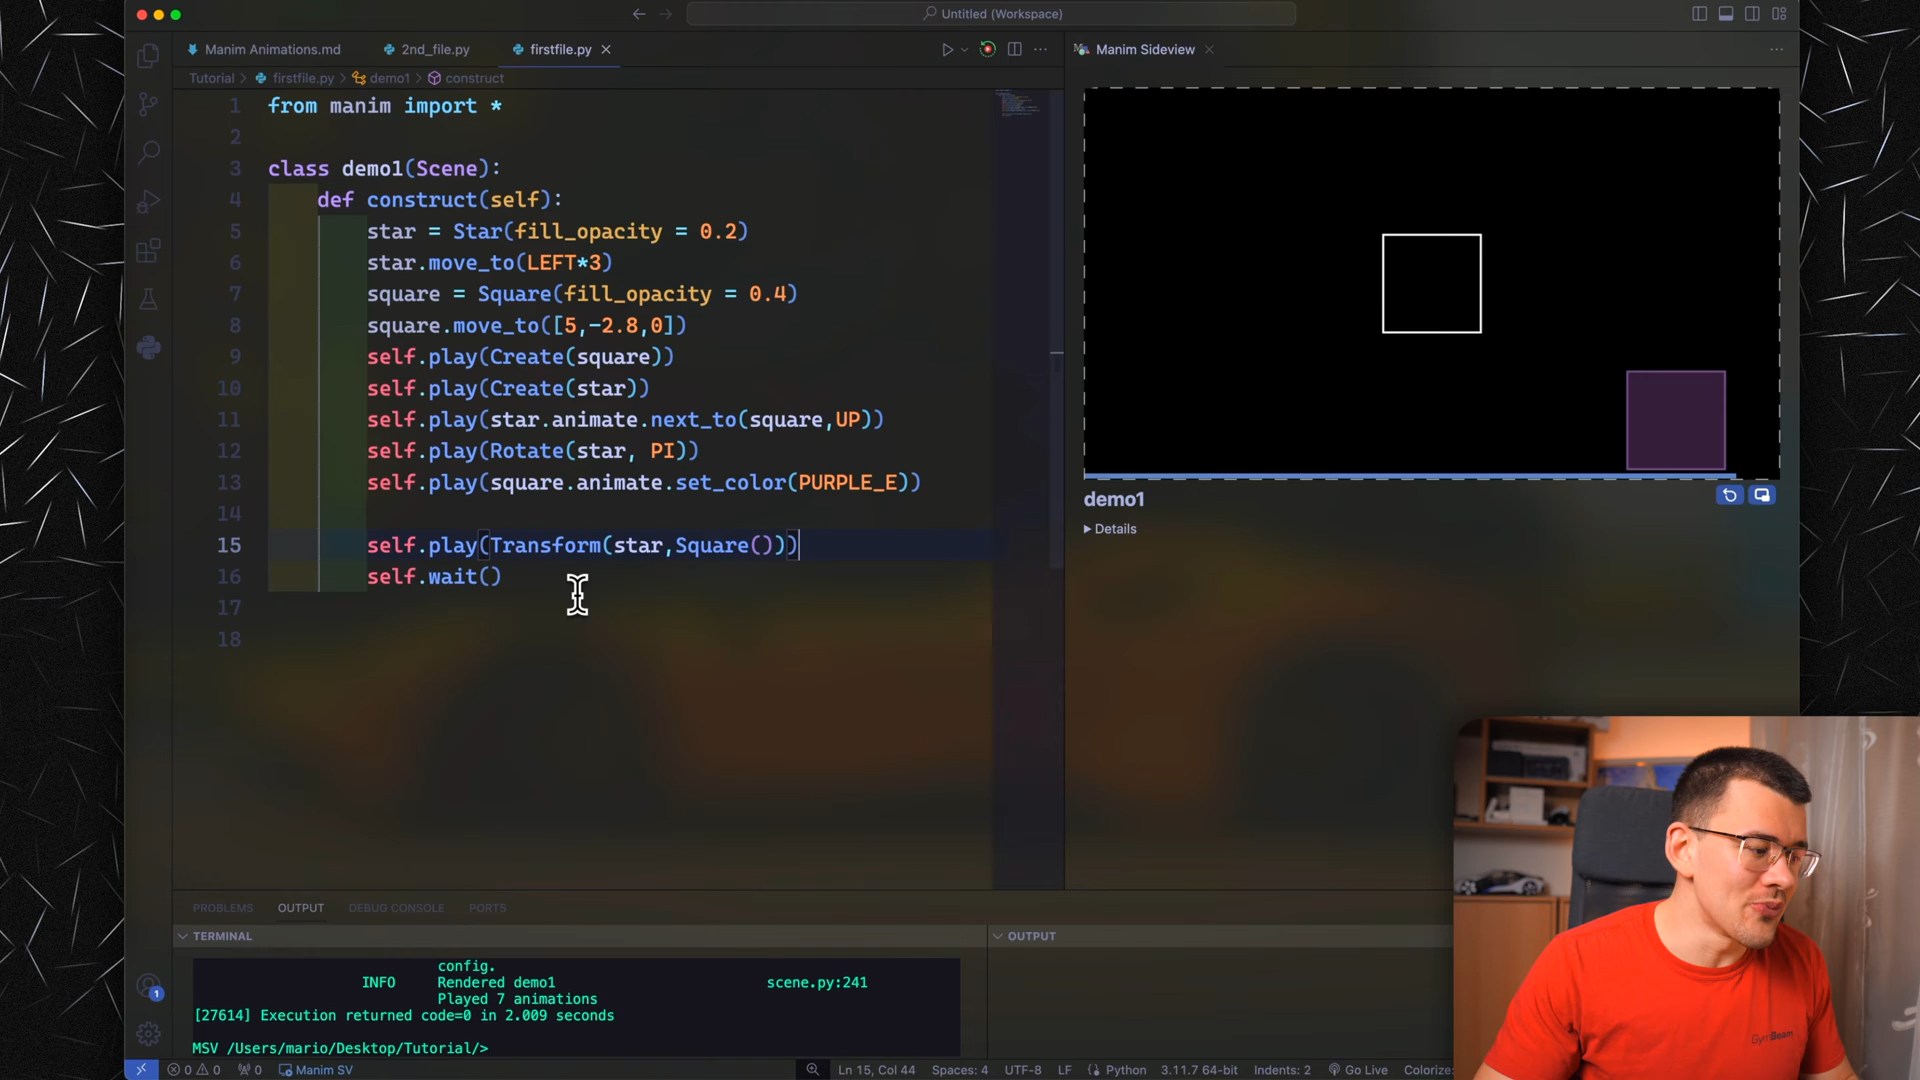 Untitled (Workspace)
Manim Animations.md
2nd_file.py
firstfile.py
Manim Sideview
Tutorial > firstfile.py > demo1 > construct
1 from manim import *
2
3 class demo1(Scene):
4 def construct(self):
5 star = Star(fill_opacity = 0.2)
6 star.move_to(LEFT*3)
7 square = Square(fill_opacity = 0.4)
8 square.move_to([5,-2.8,0])
9 self.play(Create(square))
10 self.play(Create(star))
11 self.play(star.animate.next_to(square,UP))
12 self.play(Rotate(star, PI))
13 self.play(square.animate.set_color(PURPLE_E))
14
15 self.play(Transform(star,Square()))
16 self.wait()
17
18
demo1
Details
PROBLEMS OUTPUT DEBUG CONSOLE PORTS
TERMINAL
config.
INFO Rendered demo1 scene.py:241
Played 7 animations
[27614] Execution returned code=0 in 2.009 seconds
MSV /Users/mario/Desktop/Tutorial/>
OUTPUT
1
0 0 0 Manim SV
Ln 15, Col 44 Spaces: 4 UTF-8 LF Python 3.11.7 64-bit Indents: 2 Go Live Colorize:
GymBeam